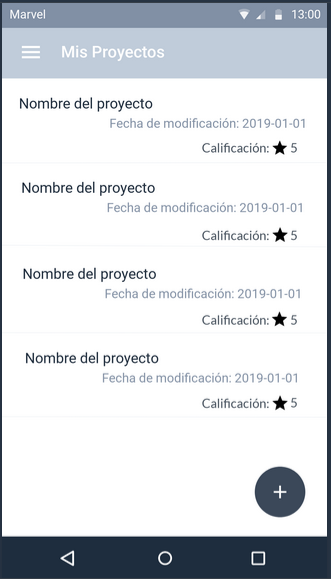 Marvel 13:00
Mis Proyectos
Nombre del proyecto
Fecha de modificación: 2019-01-01
Calificación: ★ 5
Nombre del proyecto
Fecha de modificación: 2019-01-01
Calificación: ★ 5
Nombre del proyecto
Fecha de modificación: 2019-01-01
Calificación: ★ 5
Nombre del proyecto
Fecha de modificación: 2019-01-01
Calificación: ★ 5
+